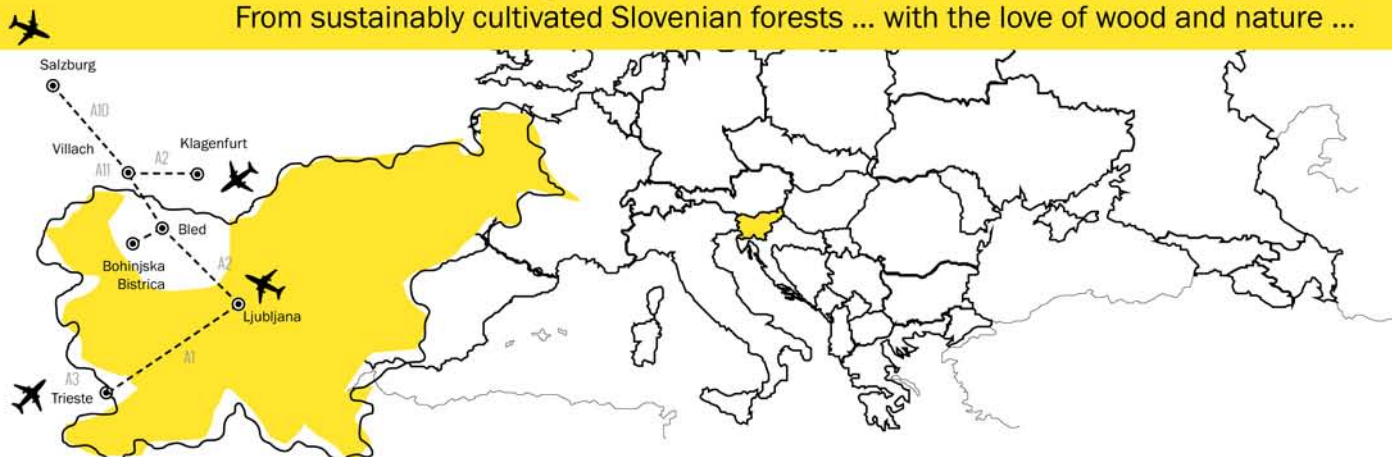 From sustainably cultivated Slovenian forests ... with the love of wood and nature ...
Salzburg
A10
Villach
A2
Klagenfurt
A11
Bled
Bohinjska
Bistrica
A2
Ljubljana
A1
A3
Trieste